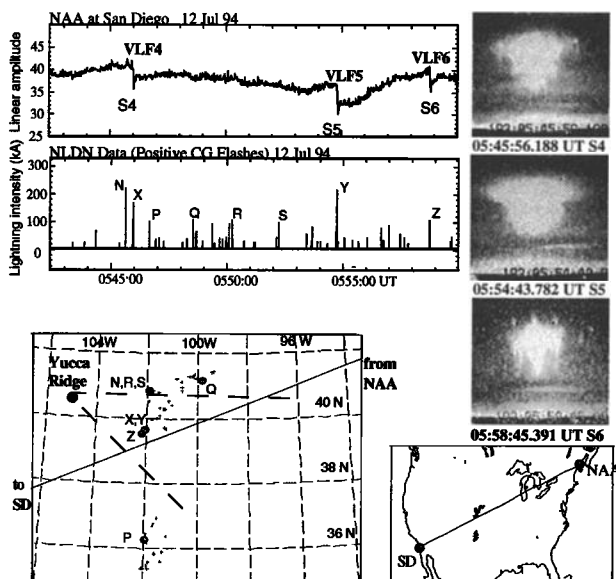 NAA at San Diego 12 Jul 94
Linear amplitude
45
40
35
30
25
VLF4
VLF5
VLF6
S4
S5
S6
NLDN Data (Positive CG Flashes) 12 Jul 94
Lightning intensity (kA)
300
200
100
0
N
X
P
Q
R
S
Y
Z
0545:00
0550:00
0555:00 UT
05:45:56.188 UT S4
05:54:43.782 UT S5
05:58:45.391 UT S6
104W
100W
96 W
Yucca
Ridge
N,R,S
Q
from
NAA
40 N
X,Y
Z
38 N
to
SD
P
36 N
NAA
SD